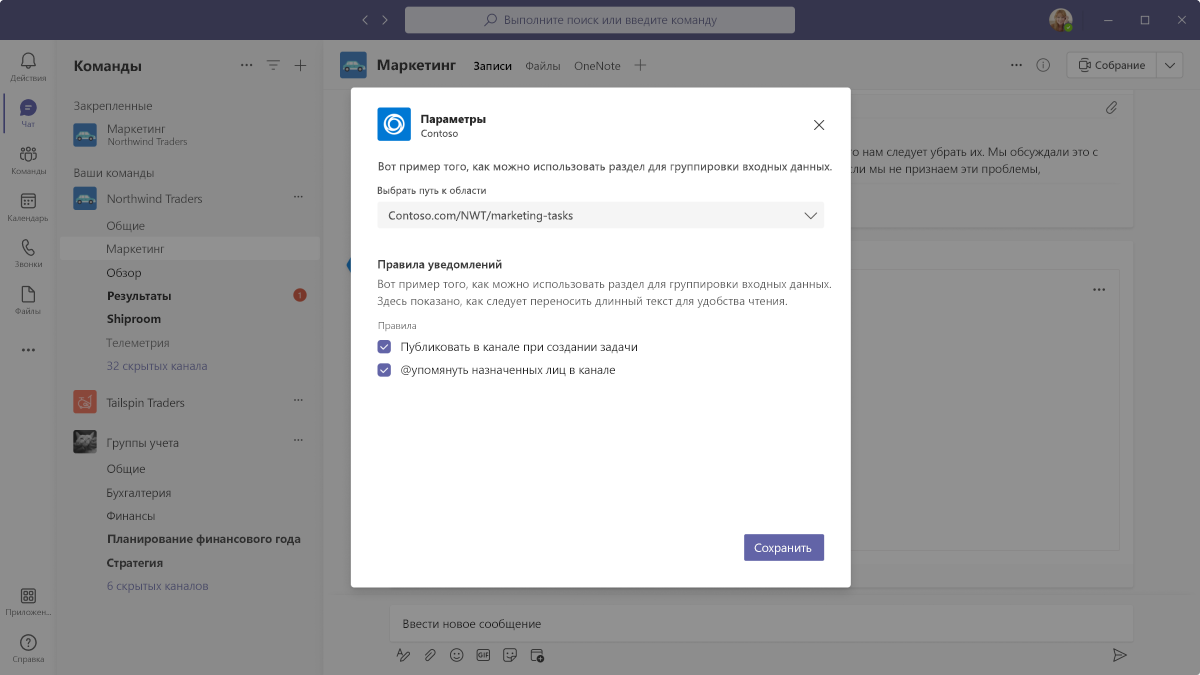 Выполните поиск или введите команду
Действия
Чат
Команды
Календарь
Звонки
Файлы
Приложен...
Справка
Команды
Закрепленные
Маркетинг
Northwind Traders
Ваши команды
Northwind Traders
Общие
Маркетинг
Обзор
Результаты
1
Shiproom
Телеметрия
32 скрытых канала
Tailspin Traders
Группы учета
Общие
Бухгалтерия
Финансы
Планирование финансового года
Стратегия
6 скрытых каналов
Маркетинг
Записи
Файлы
OneNote
Собрание
о нам следует убрать их. Мы обсуждали это с
сли мы не признаем эти проблемы,
Параметры
Contoso
Вот пример того, как можно использовать раздел для группировки входных данных.
Выбрать путь к области
Contoso.com/NWT/marketing-tasks
Правила уведомлений
Вот пример того, как можно использовать раздел для группировки входных данных.
Здесь показано, как следует переносить длинный текст для удобства чтения.
Правила
Публиковать в канале при создании задачи
@упомянуть назначенных лиц в канале
Сохранить
Ввести новое сообщение
GIF